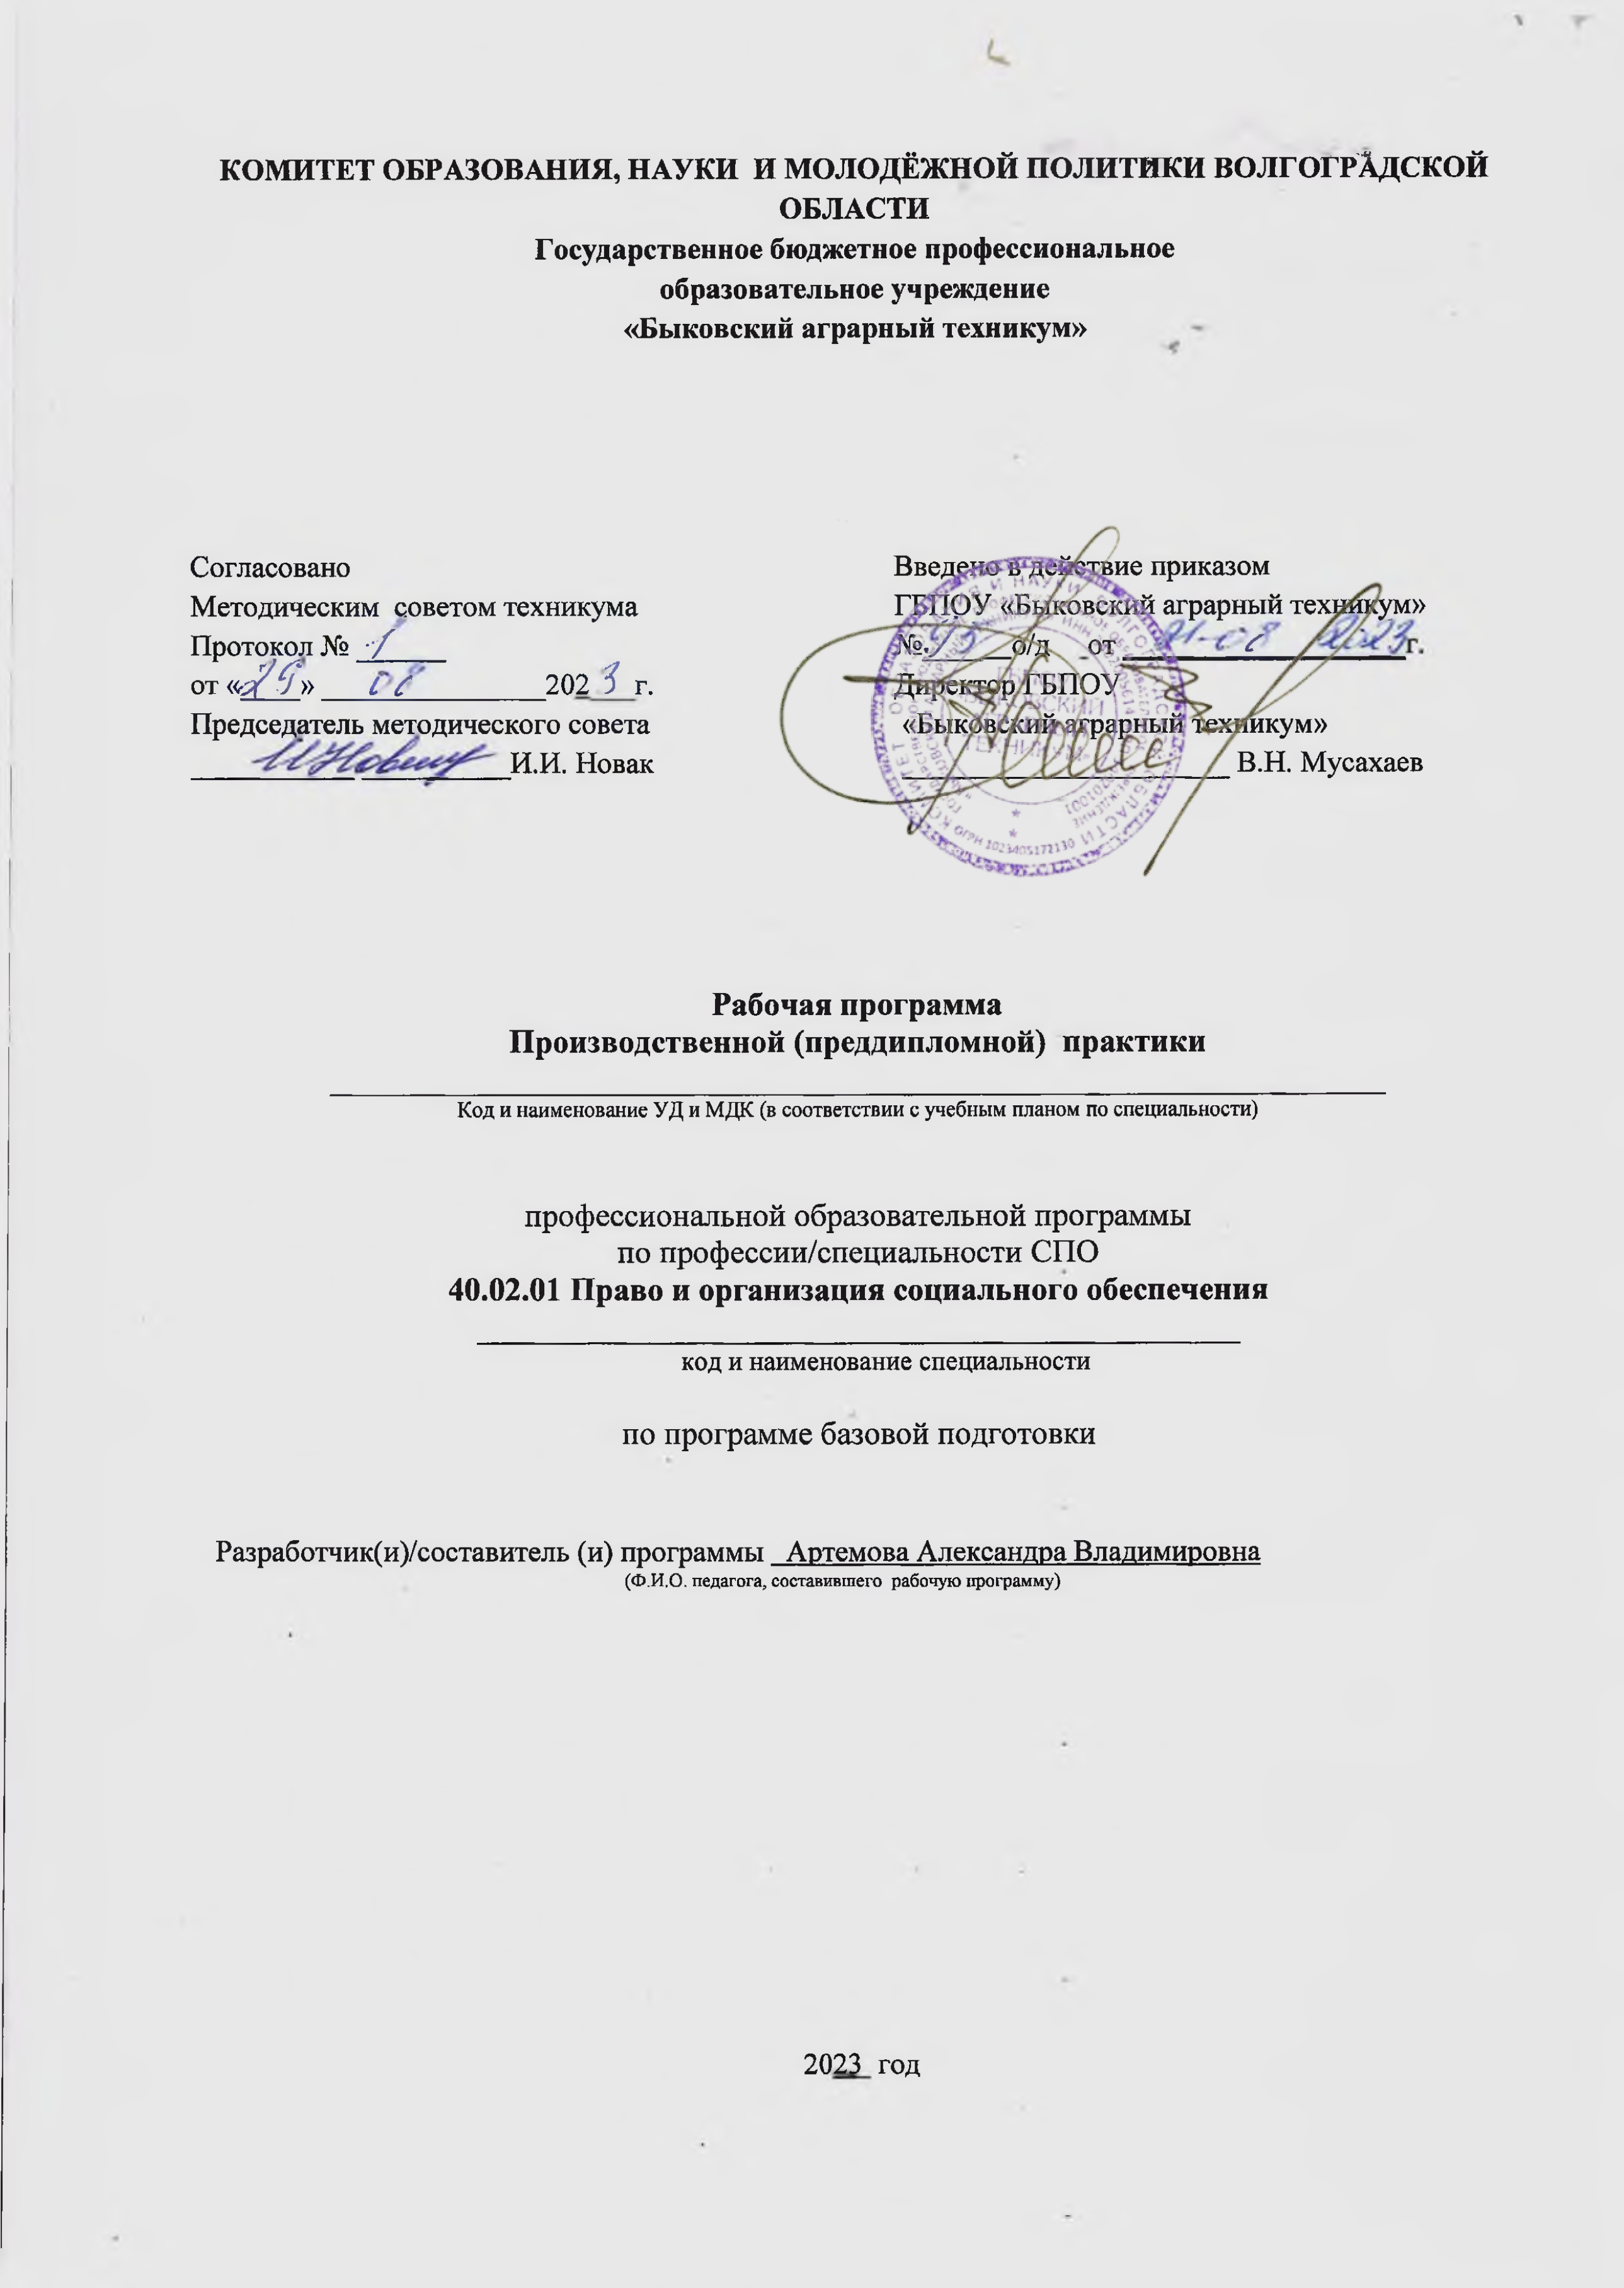 КОМИТЕТ ОБРАЗОВАНИЯ, НАУКИ И МОЛОДЁЖНОЙ ПОЛИТИКИ ВОЛГОГРАДСКОЙ
ОБЛАСТИ
Государственное бюджетное профессиональное
образовательное учреждение
«Быковский аграрный техникум»
Согласовано
Методическим советом техникума
Протокол № 1
от «29» 08 2023 г.
Председатель методического совета
И.И. Новак
Введено в действие приказом
ГБПОУ «Быковский аграрный техникум»
№ о/д от 08 2023г.
Директор ГБПОУ
«Быковский аграрный техникум»
В.Н. Мусахаев
ОГРН 1023405172130
Рабочая программа
Производственной (преддипломной) практики
Код и наименование УД и МДК (в соответствии с учебным планом по специальности)
профессиональной образовательной программы
по профессии/специальности СПО
40.02.01 Право и организация социального обеспечения
код и наименование специальности
по программе базовой подготовки
Разработчик(и)/составитель (и) программы Артемова Александра Владимировна
(Ф.И.О. педагога, составившего рабочую программу)
2023 год